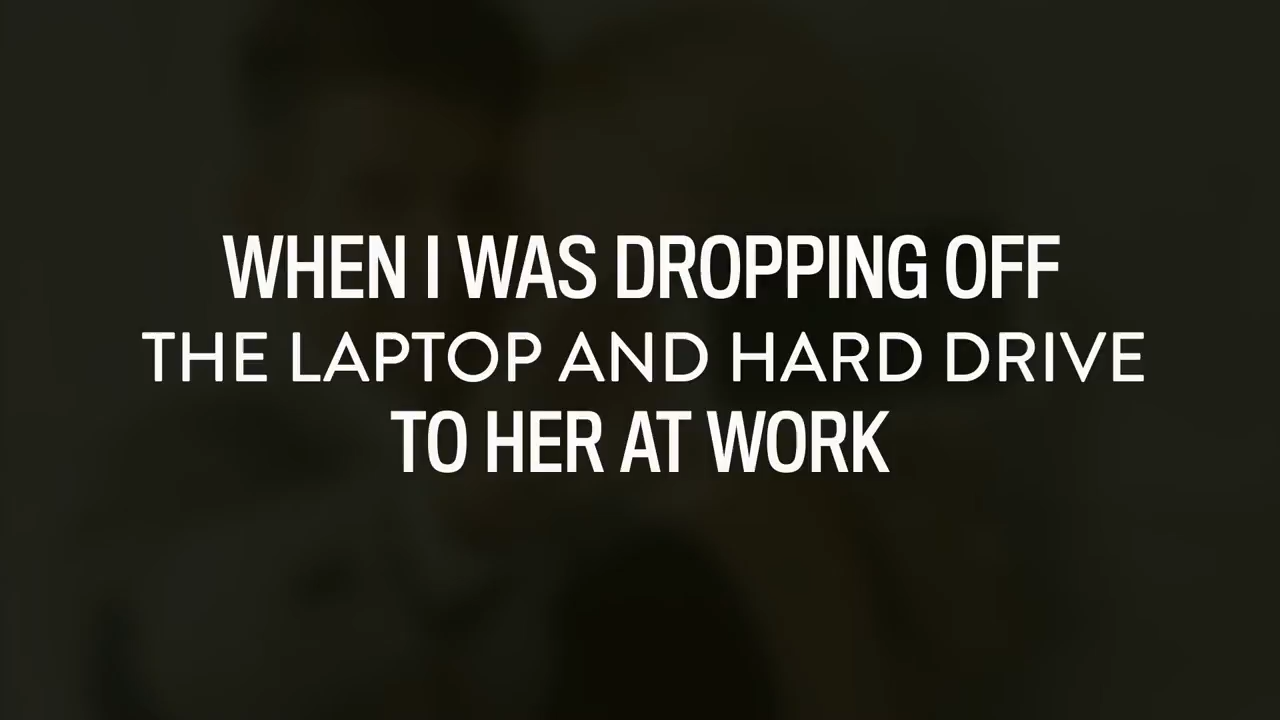 WHEN I WAS DROPPING OFF
THE LAPTOP AND HARD DRIVE
TO HER AT WORK